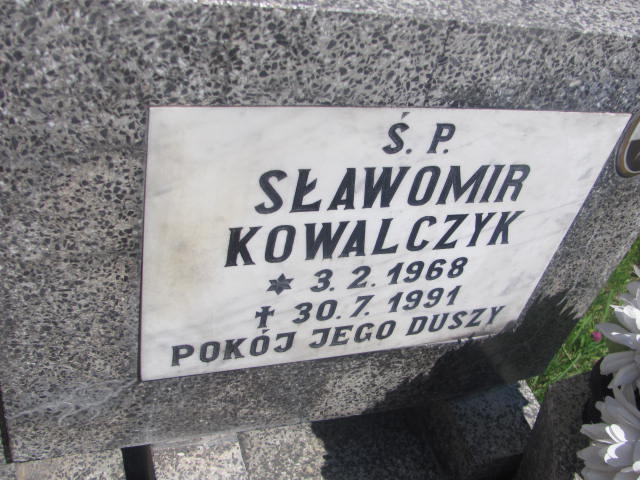 Ś. P.
SŁAWOMIR
KOWALCZYK
* 3. 2. 1968
† 30. 7. 1991
POKÓJ JEGO DUSZY